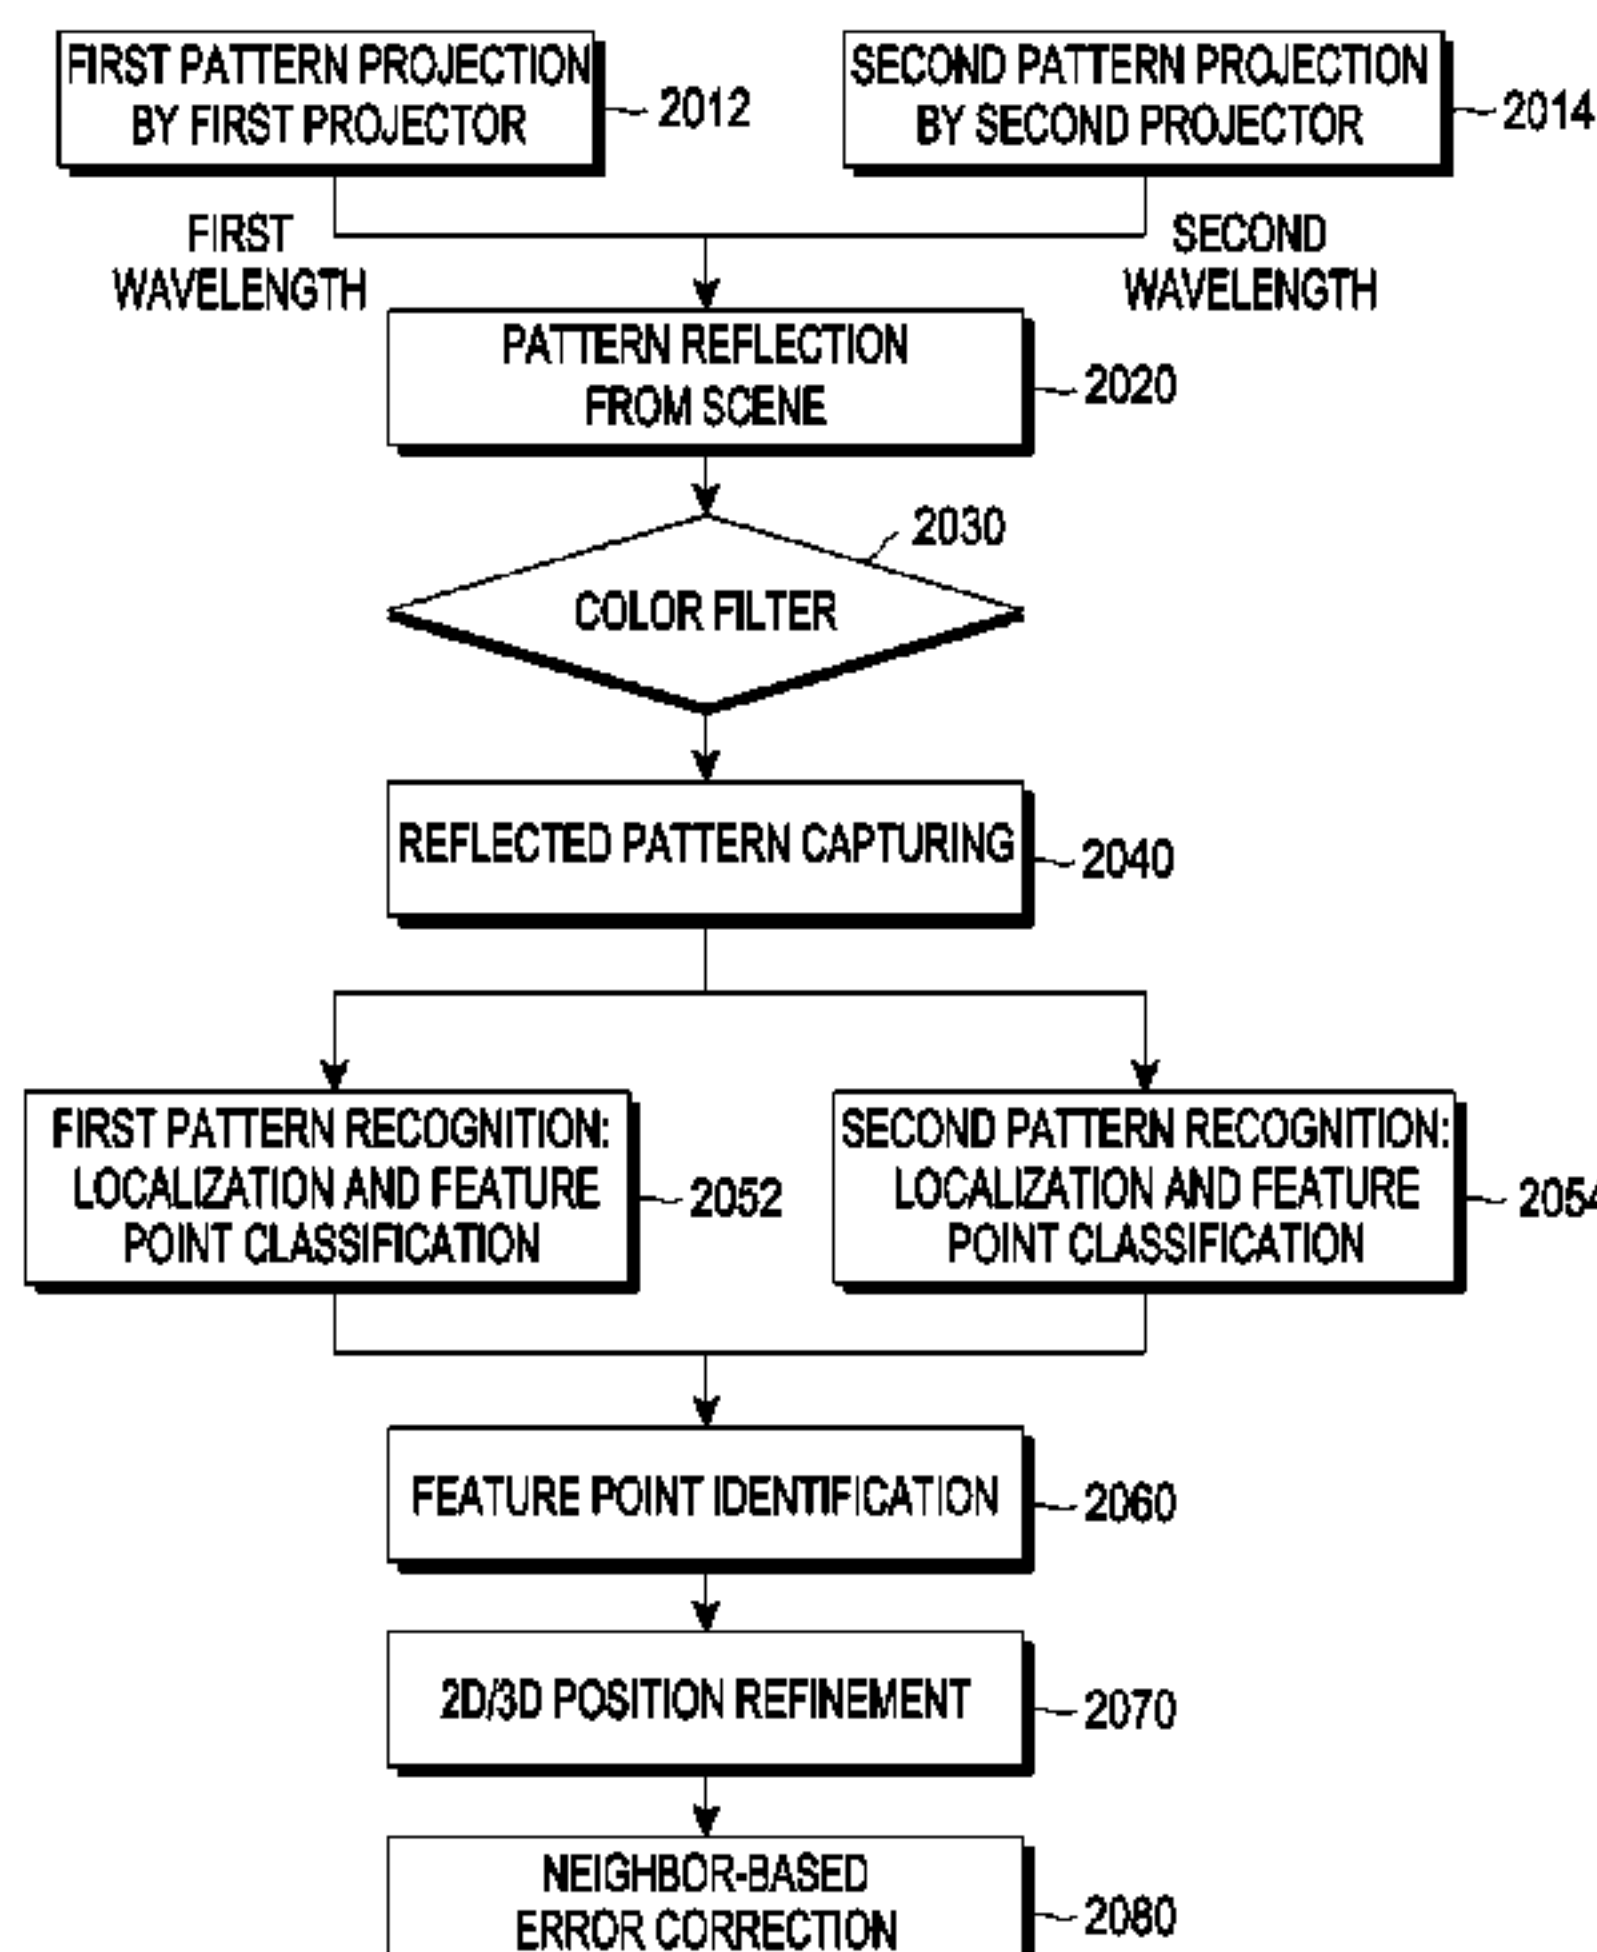 FIRST PATTERN PROJECTION
BY FIRST PROJECTOR
2012
SECOND PATTERN PROJECTION
BY SECOND PROJECTOR
2014
FIRST
WAVELENGTH
SECOND
WAVELENGTH
PATTERN REFLECTION
FROM SCENE
2020
2030
COLOR FILTER
REFLECTED PATTERN CAPTURING
2040
FIRST PATTERN RECOGNITION:
LOCALIZATION AND FEATURE
POINT CLASSIFICATION
2052
SECOND PATTERN RECOGNITION:
LOCALIZATION AND FEATURE
POINT CLASSIFICATION
2054
FEATURE POINT IDENTIFICATION
2060
2D/3D POSITION REFINEMENT
2070
NEIGHBOR-BASED
ERROR CORRECTION
2080